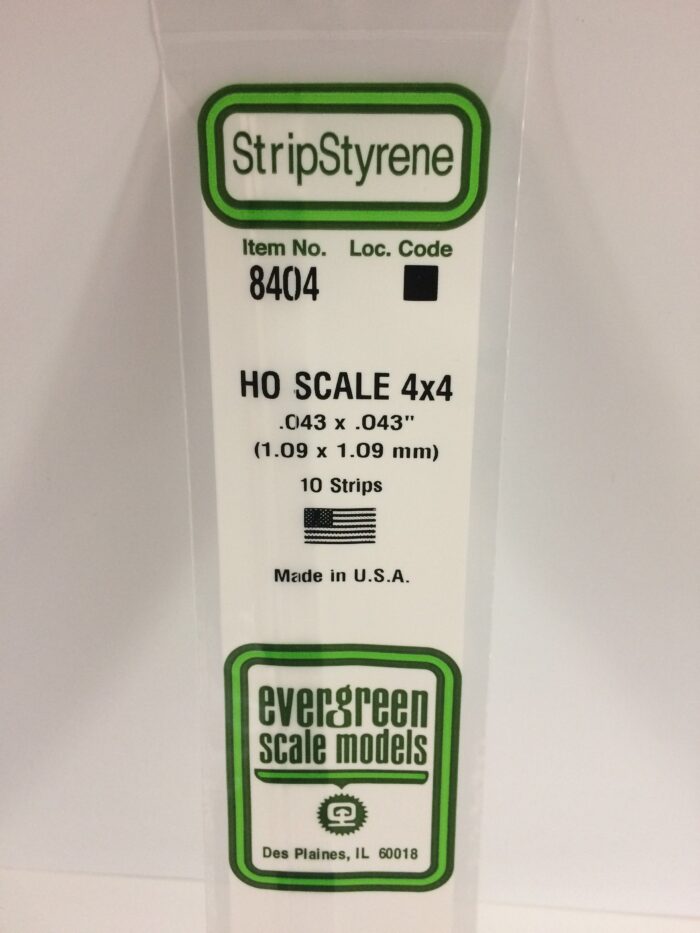 StripStyrene
Item No. Loc. Code
8404
HO SCALE 4x4
.043 x .043"
(1.09 x 1.09 mm)
10 Strips
Made in U.S.A.
evergreen
scale models
Des Plaines, IL 60018